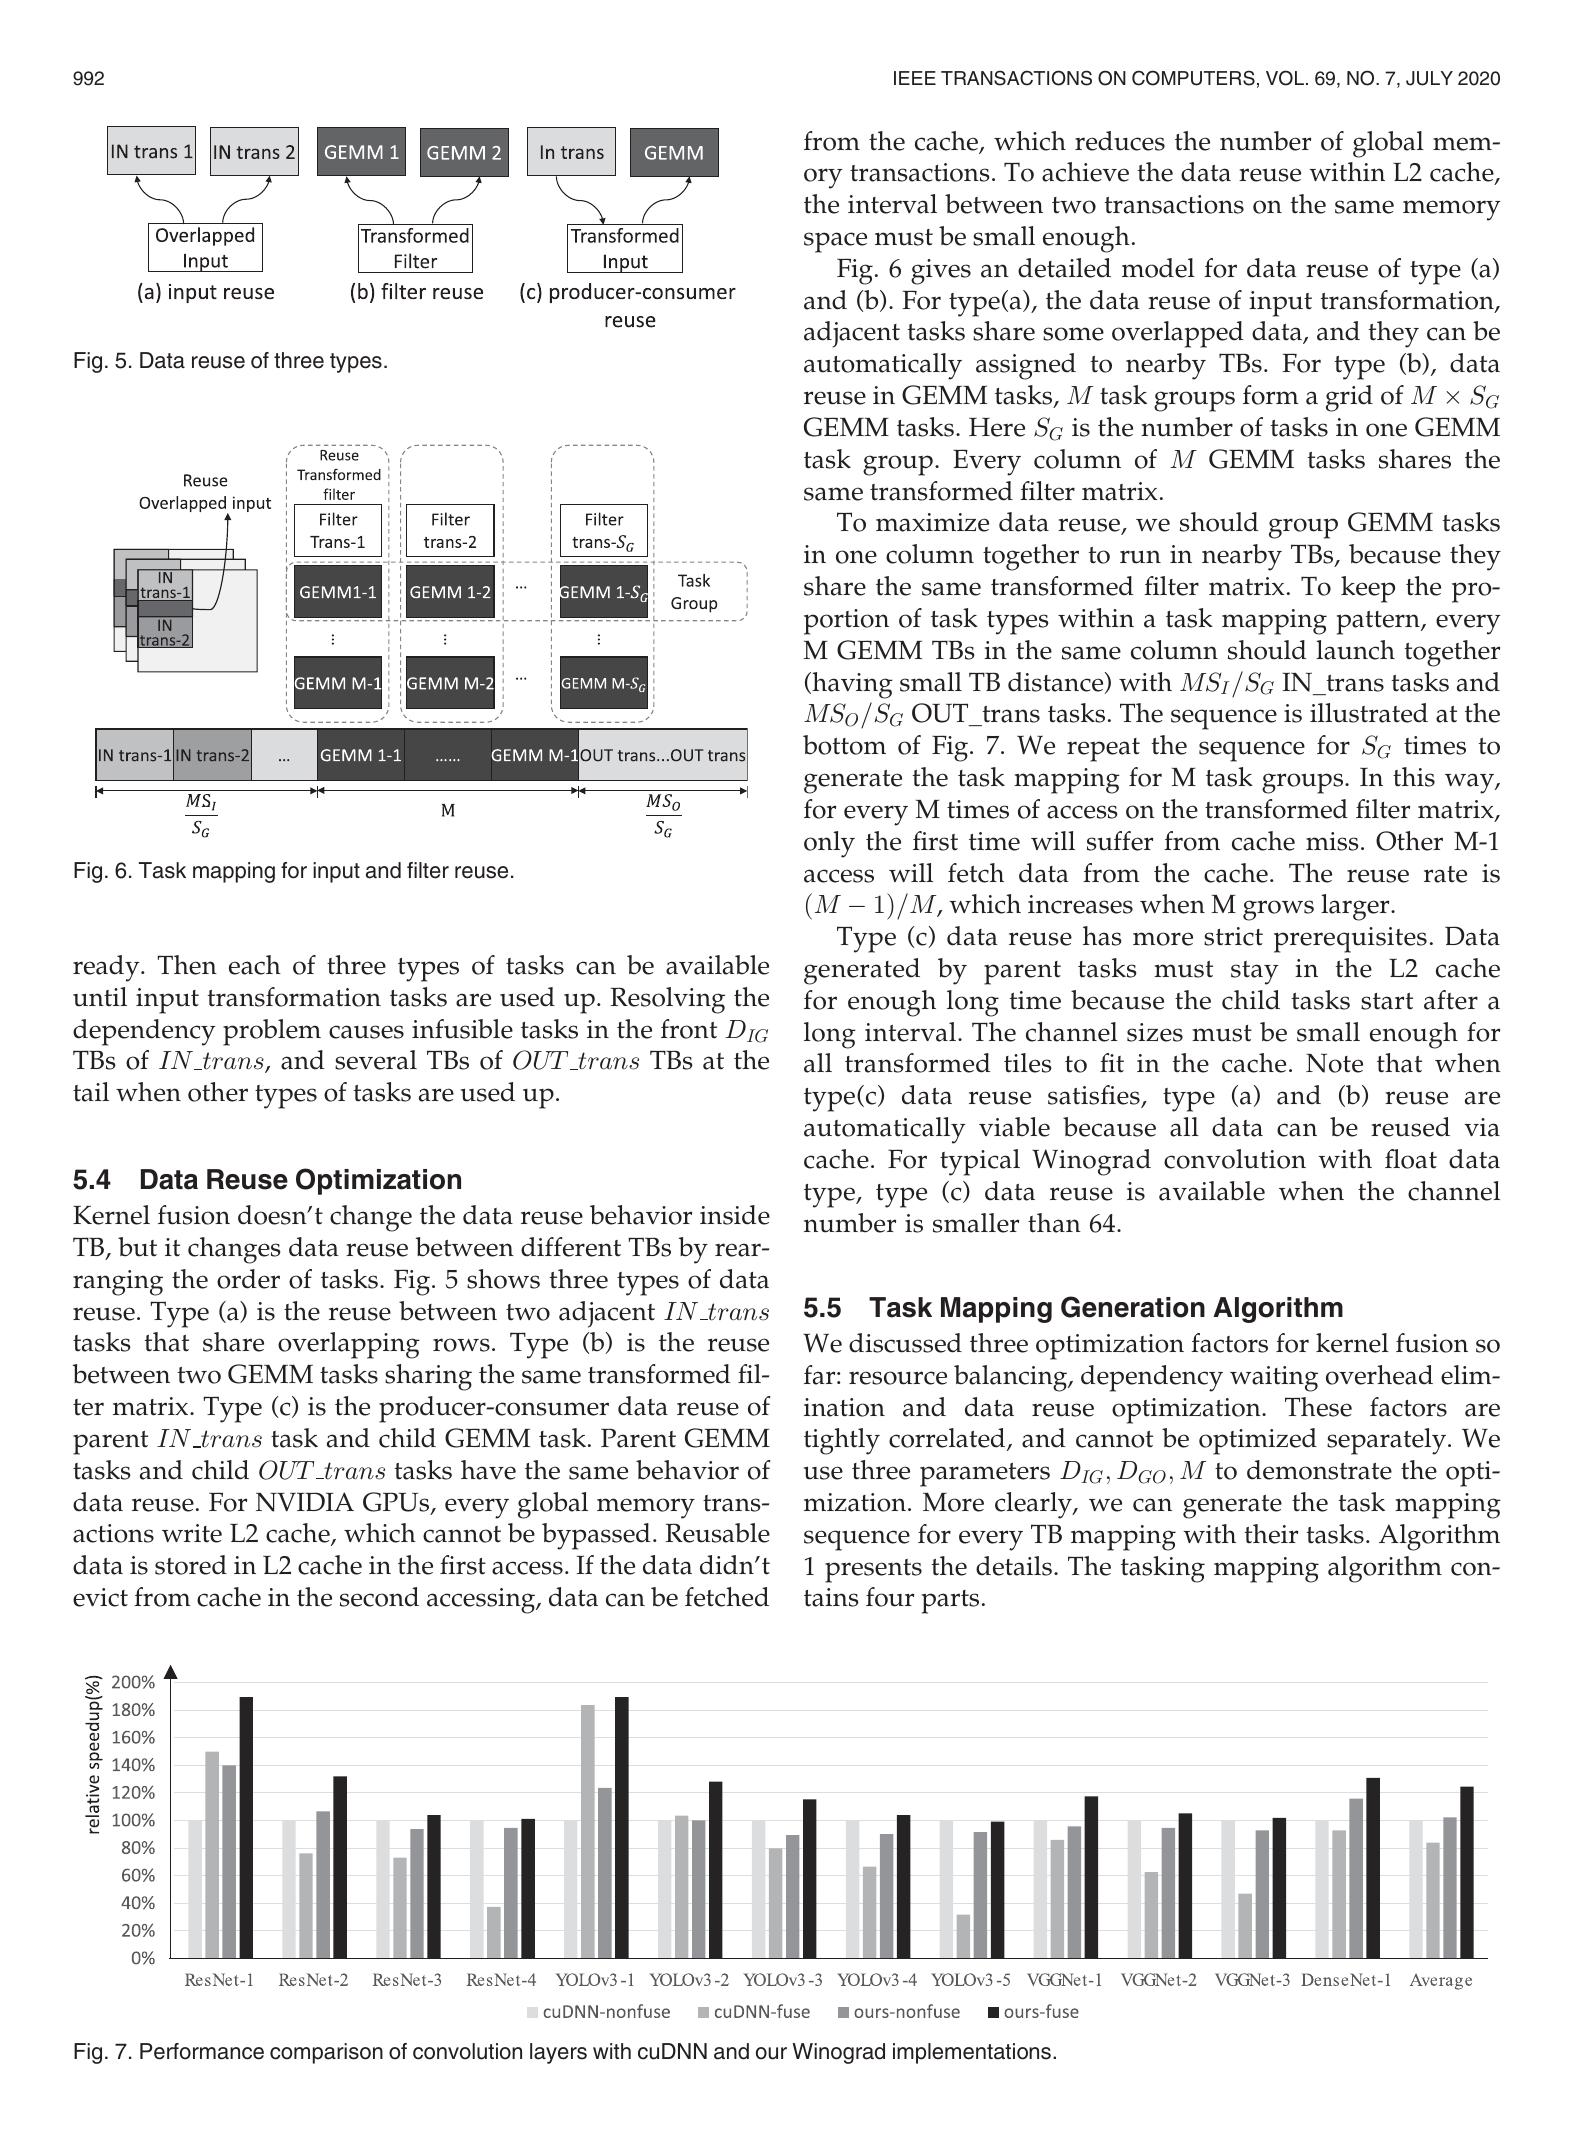 992
IEEE TRANSACTIONS ON COMPUTERS, VOL. 69, NO. 7, JULY 2020
IN trans 1
IN trans 2
GEMM 1
GEMM 2
In trans
GEMM
Overlapped
Input
Transformed
Filter
Transformed
Input
(a) input reuse
(b) filter reuse
(c) producer-consumer
reuse
Fig. 5. Data reuse of three types.
Reuse
Overlapped input
Reuse
Transformed
filter
Filter
Trans-1
Filter
trans-2
Filter
trans-S_G
IN
trans-1
IN
trans-2
GEMM1-1
GEMM 1-2
...
GEMM 1-S_G
Task
Group
⋮
⋮
⋮
GEMM M-1
GEMM M-2
...
GEMM M-S_G
IN trans-1
IN trans-2
...
GEMM 1-1
......
GEMM M-1
OUT trans...OUT trans
MS_I
S_G
M
MS_O
S_G
Fig. 6. Task mapping for input and filter reuse.
ready. Then each of three types of tasks can be available
until input transformation tasks are used up. Resolving the
dependency problem causes infusible tasks in the front D_IG
TBs of IN_trans, and several TBs of OUT_trans TBs at the
tail when other types of tasks are used up.
5.4 Data Reuse Optimization
Kernel fusion doesn't change the data reuse behavior inside
TB, but it changes data reuse between different TBs by rear-
ranging the order of tasks. Fig. 5 shows three types of data
reuse. Type (a) is the reuse between two adjacent IN_trans
tasks that share overlapping rows. Type (b) is the reuse
between two GEMM tasks sharing the same transformed fil-
ter matrix. Type (c) is the producer-consumer data reuse of
parent IN_trans task and child GEMM task. Parent GEMM
tasks and child OUT_trans tasks have the same behavior of
data reuse. For NVIDIA GPUs, every global memory trans-
actions write L2 cache, which cannot be bypassed. Reusable
data is stored in L2 cache in the first access. If the data didn't
evict from cache in the second accessing, data can be fetched
from the cache, which reduces the number of global mem-
ory transactions. To achieve the data reuse within L2 cache,
the interval between two transactions on the same memory
space must be small enough.
Fig. 6 gives an detailed model for data reuse of type (a)
and (b). For type(a), the data reuse of input transformation,
adjacent tasks share some overlapped data, and they can be
automatically assigned to nearby TBs. For type (b), data
reuse in GEMM tasks, M task groups form a grid of M × S_G
GEMM tasks. Here S_G is the number of tasks in one GEMM
task group. Every column of M GEMM tasks shares the
same transformed filter matrix.
To maximize data reuse, we should group GEMM tasks
in one column together to run in nearby TBs, because they
share the same transformed filter matrix. To keep the pro-
portion of task types within a task mapping pattern, every
M GEMM TBs in the same column should launch together
(having small TB distance) with MS_I/S_G IN_trans tasks and
MS_O/S_G OUT_trans tasks. The sequence is illustrated at the
bottom of Fig. 7. We repeat the sequence for S_G times to
generate the task mapping for M task groups. In this way,
for every M times of access on the transformed filter matrix,
only the first time will suffer from cache miss. Other M-1
access will fetch data from the cache. The reuse rate is
(M − 1)/M, which increases when M grows larger.
Type (c) data reuse has more strict prerequisites. Data
generated by parent tasks must stay in the L2 cache
for enough long time because the child tasks start after a
long interval. The channel sizes must be small enough for
all transformed tiles to fit in the cache. Note that when
type(c) data reuse satisfies, type (a) and (b) reuse are
automatically viable because all data can be reused via
cache. For typical Winograd convolution with float data
type, type (c) data reuse is available when the channel
number is smaller than 64.
5.5 Task Mapping Generation Algorithm
We discussed three optimization factors for kernel fusion so
far: resource balancing, dependency waiting overhead elim-
ination and data reuse optimization. These factors are
tightly correlated, and cannot be optimized separately. We
use three parameters D_IG, D_GO, M to demonstrate the opti-
mization. More clearly, we can generate the task mapping
sequence for every TB mapping with their tasks. Algorithm
1 presents the details. The tasking mapping algorithm con-
tains four parts.
relative speedup(%)
200%
180%
160%
140%
120%
100%
80%
60%
40%
20%
0%
ResNet-1 ResNet-2 ResNet-3 ResNet-4 YOLOv3-1 YOLOv3-2 YOLOv3-3 YOLOv3-4 YOLOv3-5 VGGNet-1 VGGNet-2 VGGNet-3 DenseNet-1 Average
cuDNN-nonfuse cuDNN-fuse ours-nonfuse ours-fuse
Fig. 7. Performance comparison of convolution layers with cuDNN and our Winograd implementations.